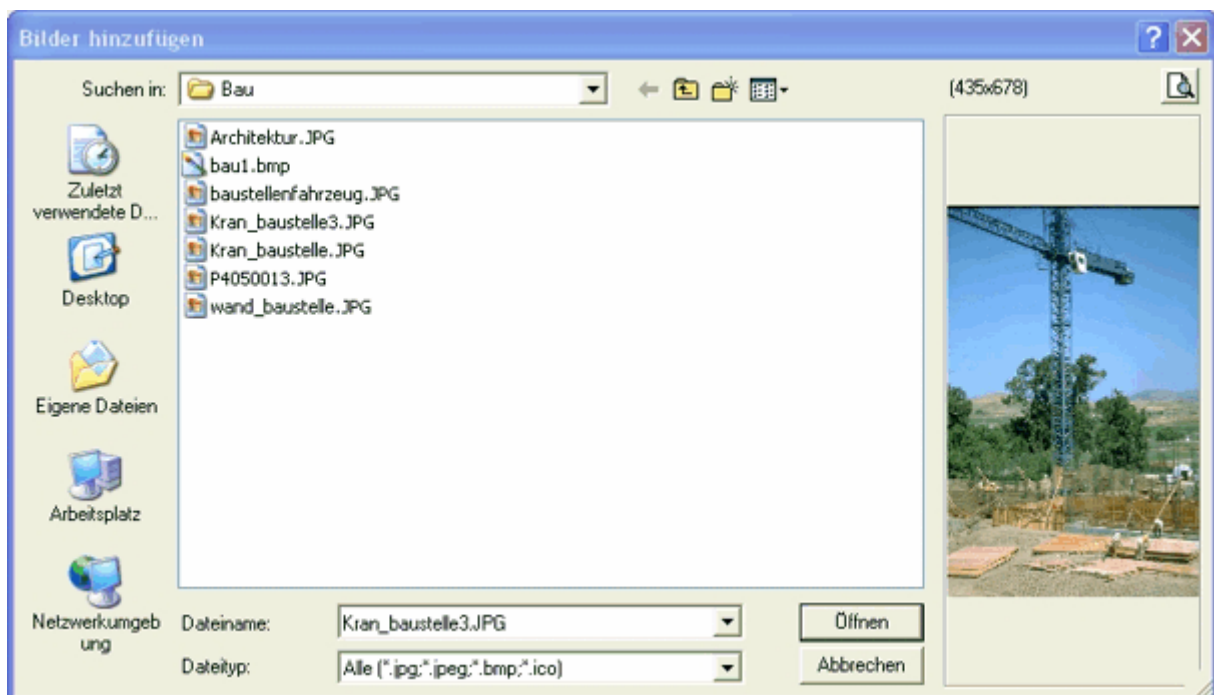 Bilder hinzufügen
Suchen in:
Bau
(435x678)
Zuletzt
verwendete D...
Desktop
Eigene Dateien
Arbeitsplatz
Netzwerkumgeb
ung
Architektur.JPG
bau1.bmp
baustellenfahrzeug.JPG
Kran_baustelle3.JPG
Kran_baustelle.JPG
P4050013.JPG
wand_baustelle.JPG
Dateiname:
Kran_baustelle3.JPG
Öffnen
Dateityp:
Alle (*.jpg;*.jpeg;*.bmp;*.ico)
Abbrechen